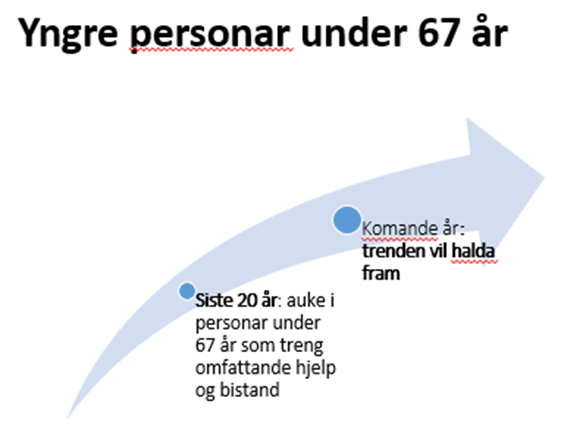 Yngre personar under 67 år
Komande år:
trenden vil halda
fram
Siste 20 år: auke i
personar under
67 år som treng
omfattande hjelp
og bistand